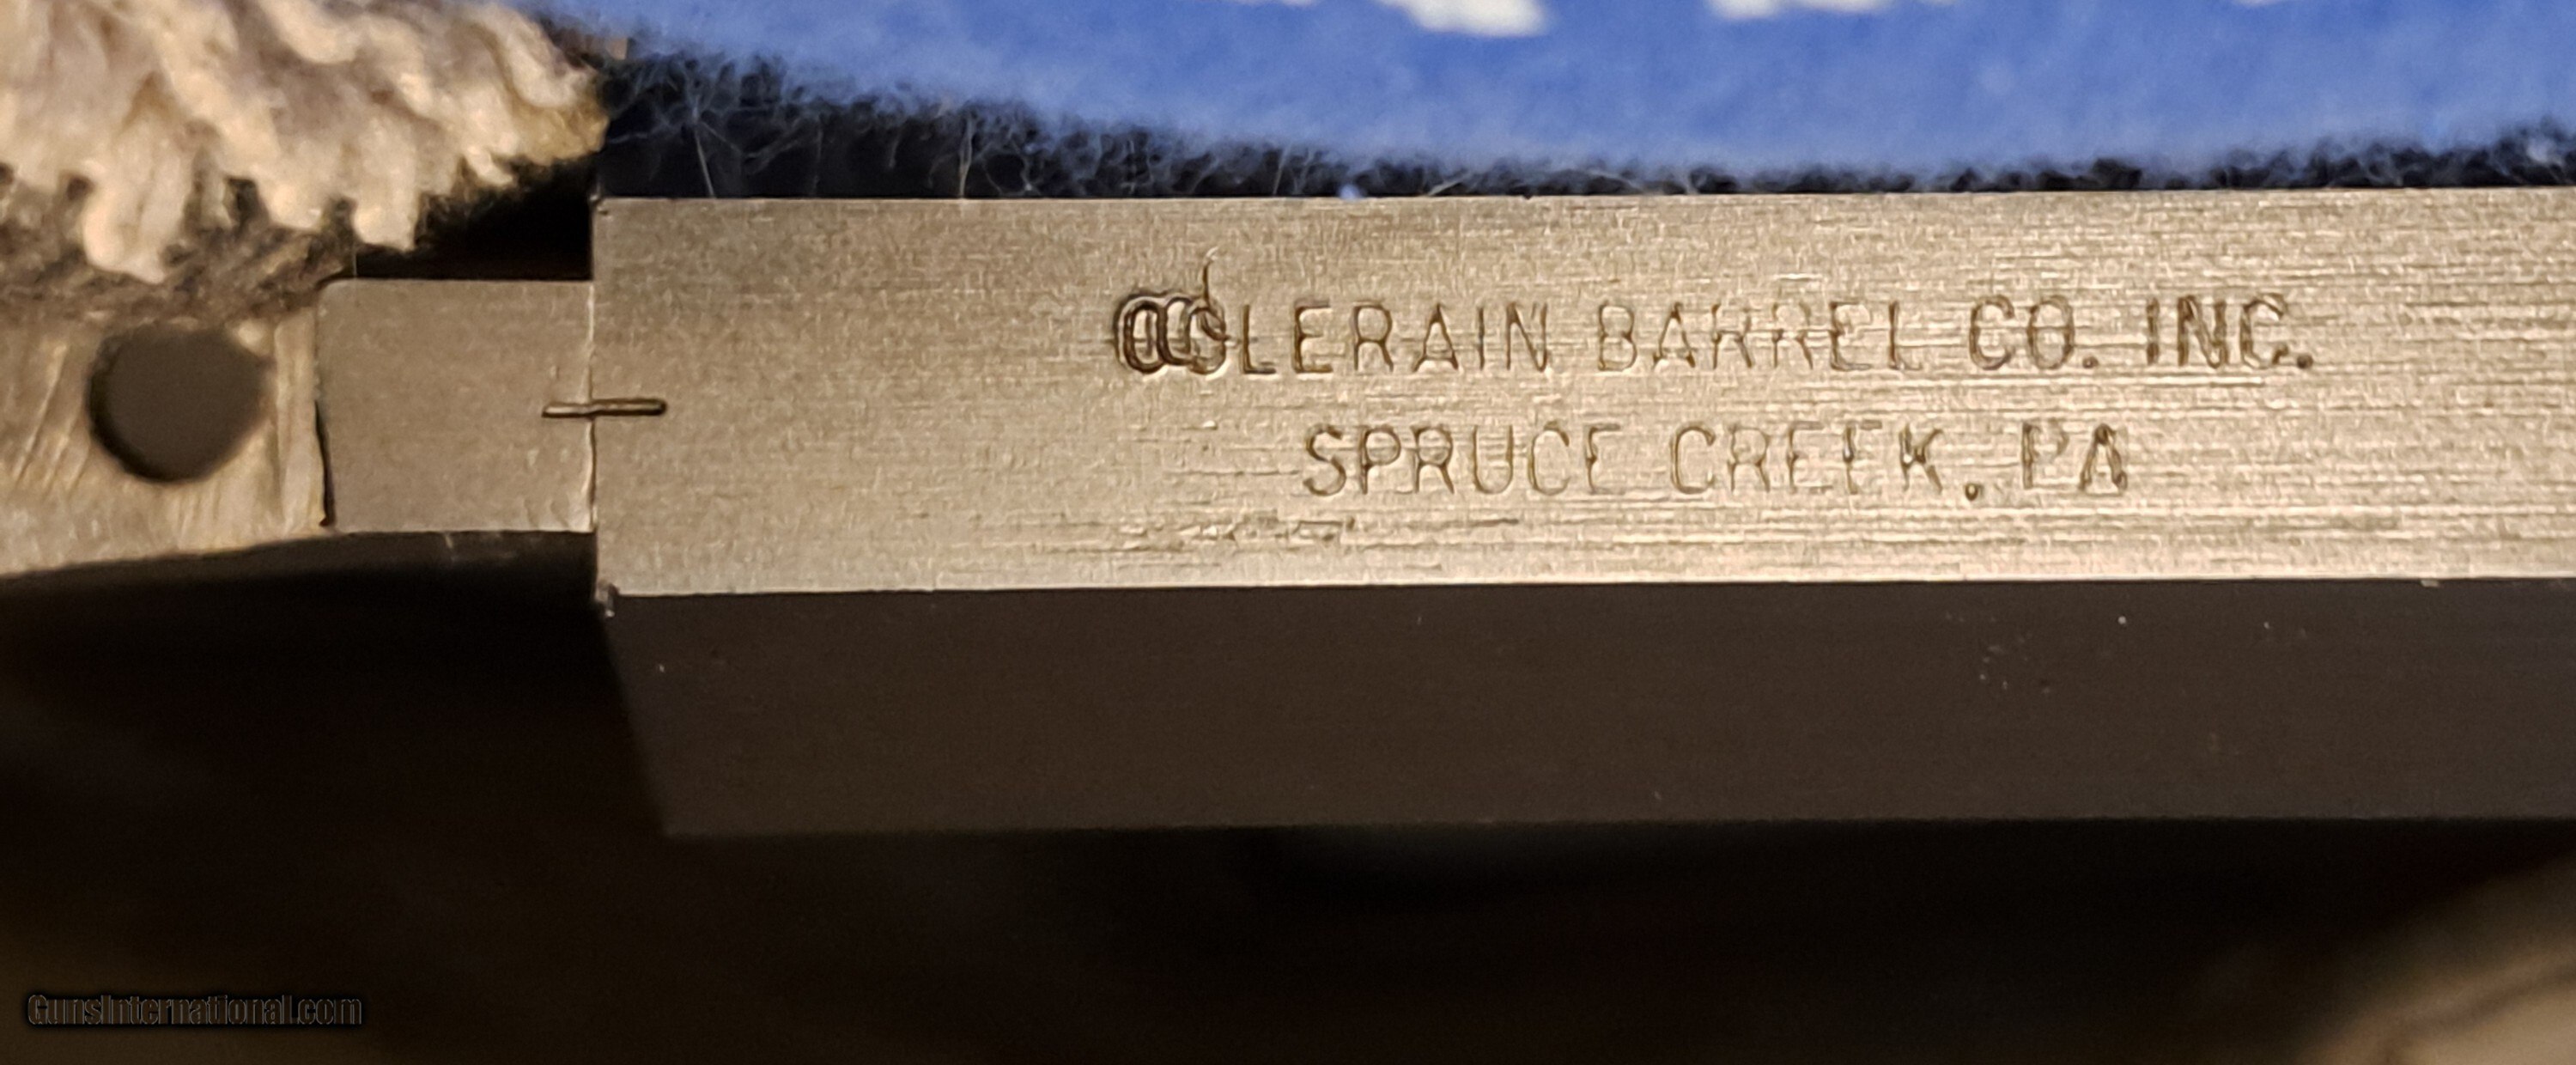 COLERAIN BARREL CO. INC.
SPRUCE CREEK, PA
GunsInternational.com